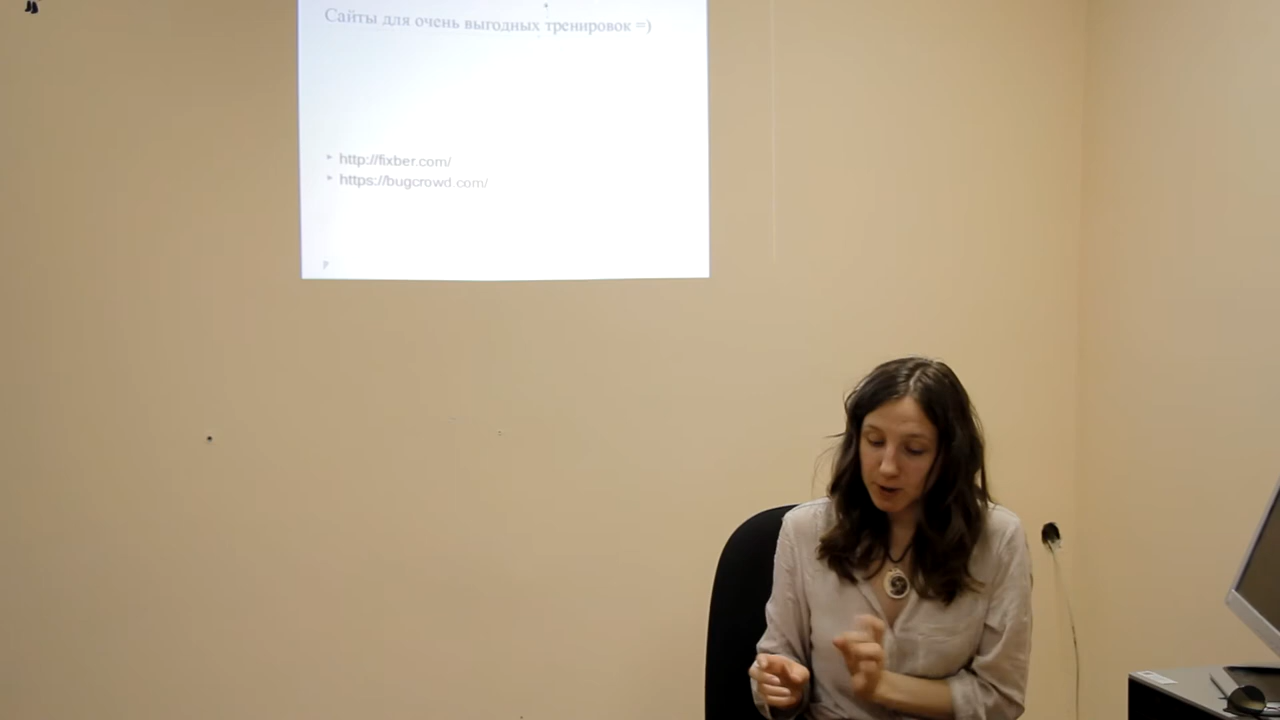 Сайты для очень выгодных тренировок =)
http://fixber.com/
https://bugcrowd.com/